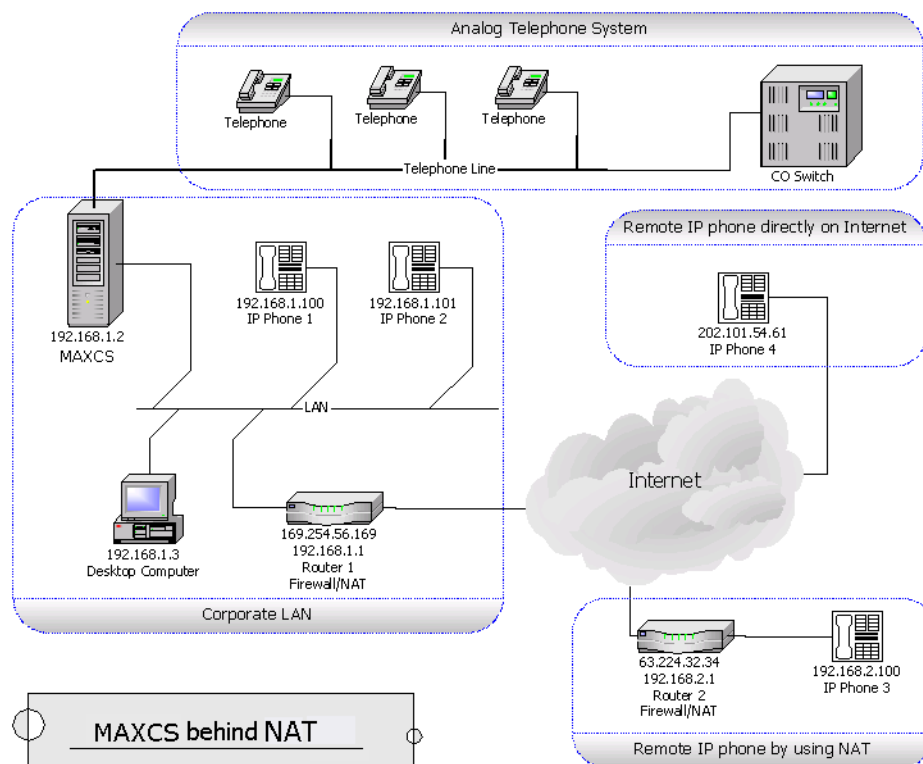 Analog Telephone System
Telephone
Telephone
Telephone
Telephone Line
CO Switch
192.168.1.2
MAXCS
192.168.1.100
IP Phone 1
192.168.1.101
IP Phone 2
LAN
192.168.1.3
Desktop Computer
169.254.56.169
192.168.1.1
Router 1
Firewall/NAT
Corporate LAN
Remote IP phone directly on Internet
202.101.54.61
IP Phone 4
Internet
63.224.32.34
192.168.2.1
Router 2
Firewall/NAT
192.168.2.100
IP Phone 3
Remote IP phone by using NAT
MAXCS behind NAT